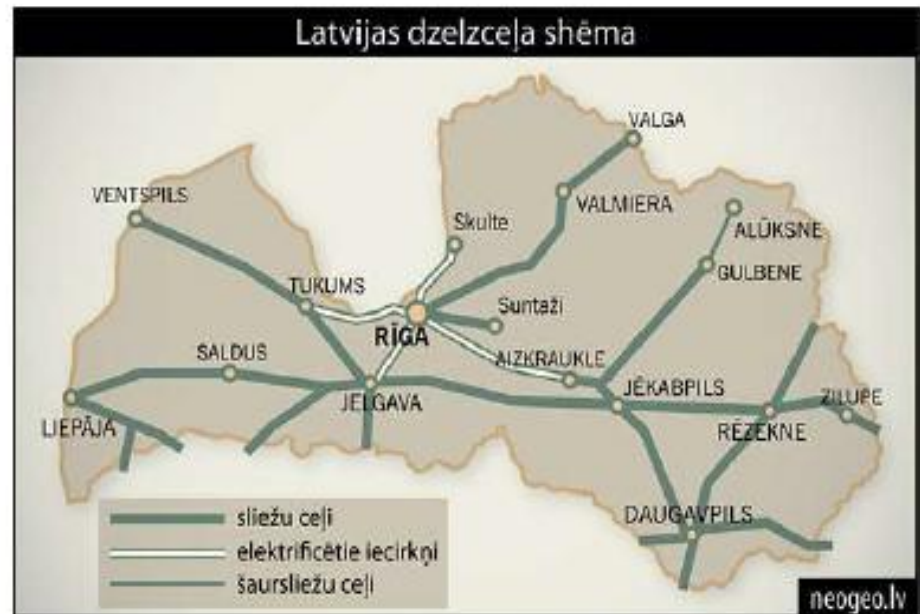 Latvijas dzelzceļa shēma
VALGA
VENTSPILS
VALMIERA
Skulte
ALŪKSNE
GULBENE
TUKUMS
Suntaži
RĪGA
SALDUS
AIZKRAUKLE
JELGAVA
JĒKABPILS
ZILUPE
LIEPĀJA
RĒZEKNE
sliežu ceļi
DAUGAVPILS
elektrificētie iecirkņi
šaursliežu ceļi
neogeo.lv